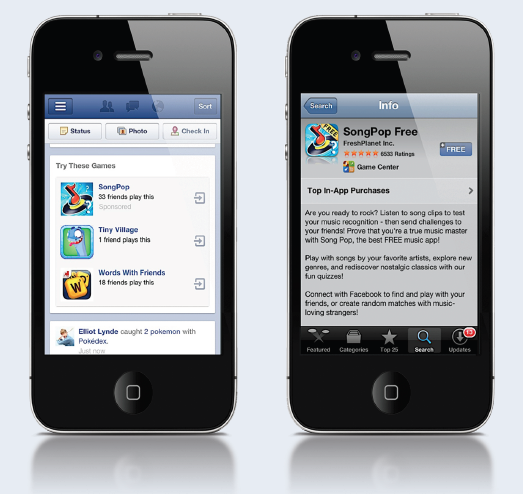 Sort
Status
Photo
Check In
Try These Games
SongPop
33 friends play this
Sponsored
Tiny Village
1 friend plays this
Words With Friends
18 friends play this
Elliot Lynde caught 2 pokemon with
Pokédex.
Just now
Search
Info
FREE
SongPop Free
FreshPlanet Inc.
6533 Ratings
Game Center
FREE
Top In-App Purchases
Are you ready to rock? Listen to song clips to test
your music recognition - then send challenges to
your friends! Prove that you're a true music master
with Song Pop, the best FREE music app!
Play with songs by your favorite artists, explore new
genres, and rediscover nostalgic classics with our
fun quizzes!
Connect with Facebook to find and play with your
friends, or create random matches with music-
loving strangers!
Featured
Categories
Top 25
Search
Updates